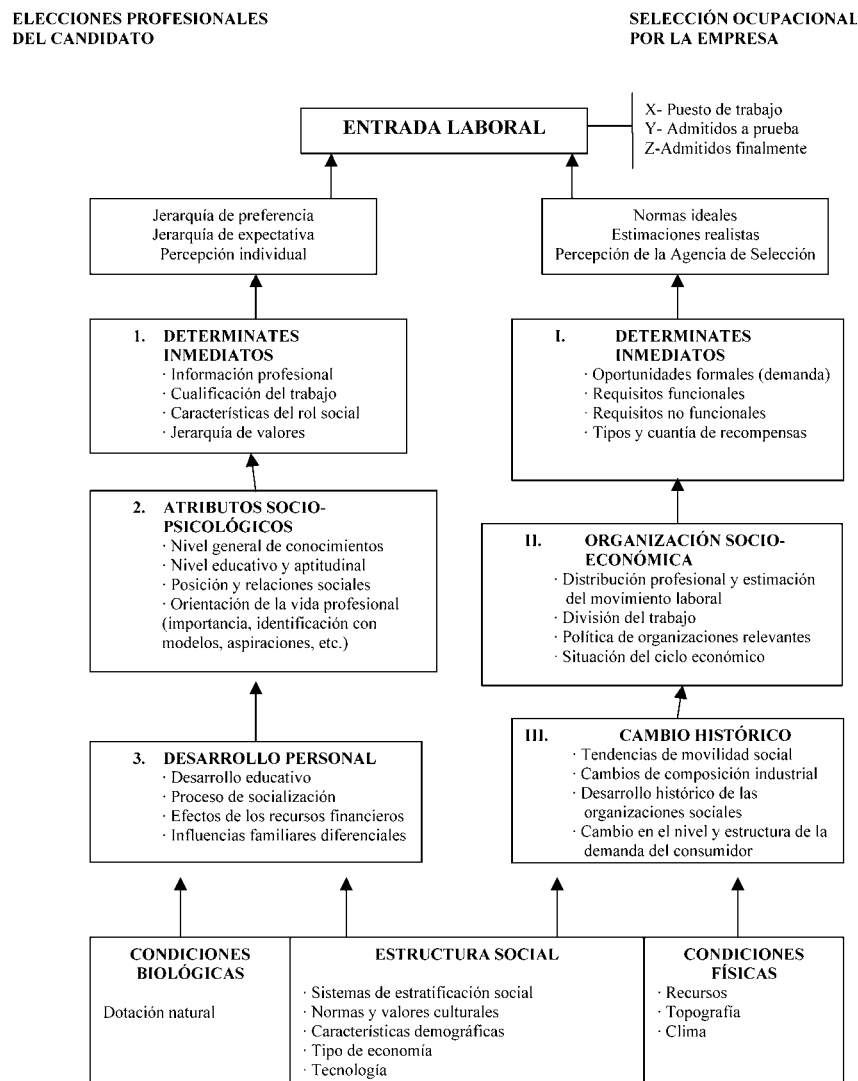 ELECCIONES PROFESIONALES
DEL CANDIDATO
SELECCIÓN OCUPACIONAL
POR LA EMPRESA
ENTRADA LABORAL
X- Puesto de trabajo
Y- Admitidos a prueba
Z-Admitidos finalmente
Jerarquía de preferencia
Jerarquía de expectativa
Percepción individual
Normas ideales
Estimaciones realistas
Percepción de la Agencia de Selección
1. DETERMINATES
INMEDIATOS
· Información profesional
· Cualificación del trabajo
· Características del rol social
· Jerarquía de valores
I. DETERMINATES
INMEDIATOS
· Oportunidades formales (demanda)
· Requisitos funcionales
· Requisitos no funcionales
· Tipos y cuantía de recompensas
2. ATRIBUTOS SOCIO-
PSICOLÓGICOS
· Nivel general de conocimientos
· Nivel educativo y aptitudinal
· Posición y relaciones sociales
· Orientación de la vida profesional
(importancia, identificación con
modelos, aspiraciones, etc.)
II. ORGANIZACIÓN SOCIO-
ECONÓMICA
· Distribución profesional y estimación
del movimiento laboral
· División del trabajo
· Política de organizaciones relevantes
· Situación del ciclo económico
3. DESARROLLO PERSONAL
· Desarrollo educativo
· Proceso de socialización
· Efectos de los recursos financieros
· Influencias familiares diferenciales
III. CAMBIO HISTÓRICO
· Tendencias de movilidad social
· Cambios de composición industrial
· Desarrollo histórico de las
organizaciones sociales
· Cambio en el nivel y estructura de la
demanda del consumidor
CONDICIONES
BIOLÓGICAS
Dotación natural
ESTRUCTURA SOCIAL
· Sistemas de estratificación social
· Normas y valores culturales
· Características demográficas
· Tipo de economía
· Tecnología
CONDICIONES
FÍSICAS
· Recursos
· Topografía
· Clima